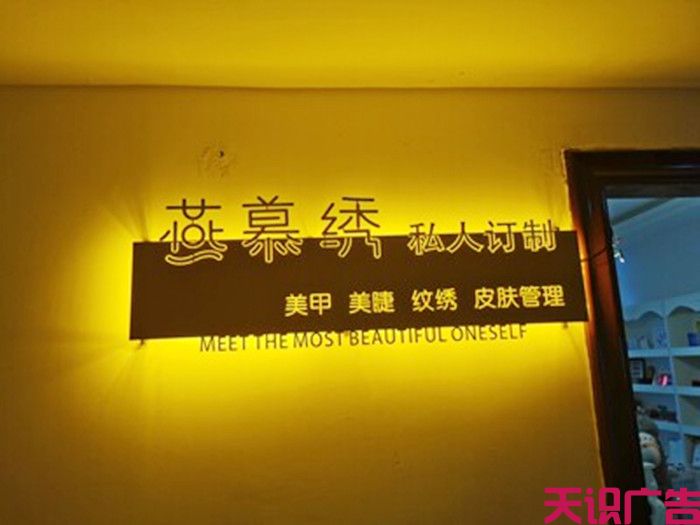 燕慕绣 私人订制
美甲 美睫 纹绣 皮肤管理
MEET THE MOST BEAUTIFUL ONESELF
天识广告